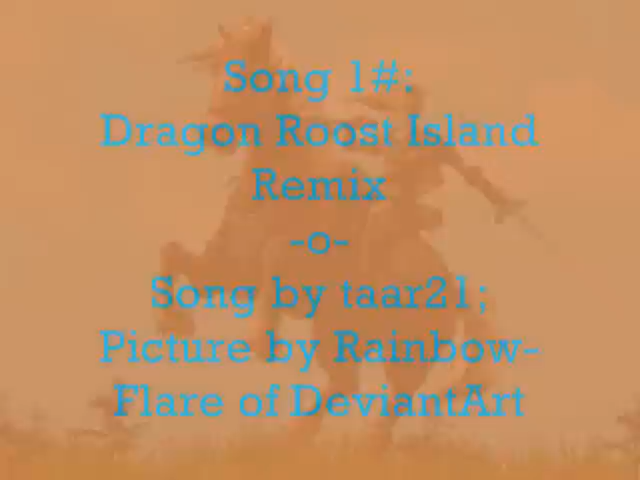 Song 1#:
Dragon Roost Island
Remix
-o-
Song by taar21;
Picture by Rainbow-
Flare of DeviantArt